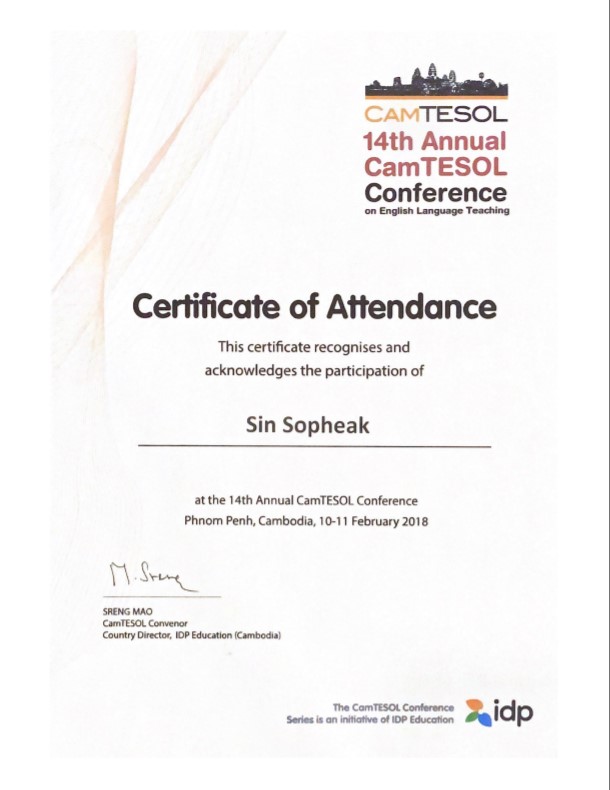 CAMTESOL
14th Annual
CamTESOL
Conference
on English Language Teaching
Certificate of Attendance
This certificate recognises and
acknowledges the participation of
Sin Sopheak
at the 14th Annual CamTESOL Conference
Phnom Penh, Cambodia, 10-11 February 2018
M. Sreng
SRENG MAO
CamTESOL Convenor
Country Director, IDP Education (Cambodia)
The CamTESOL Conference
Series is an initiative of IDP Education
idp